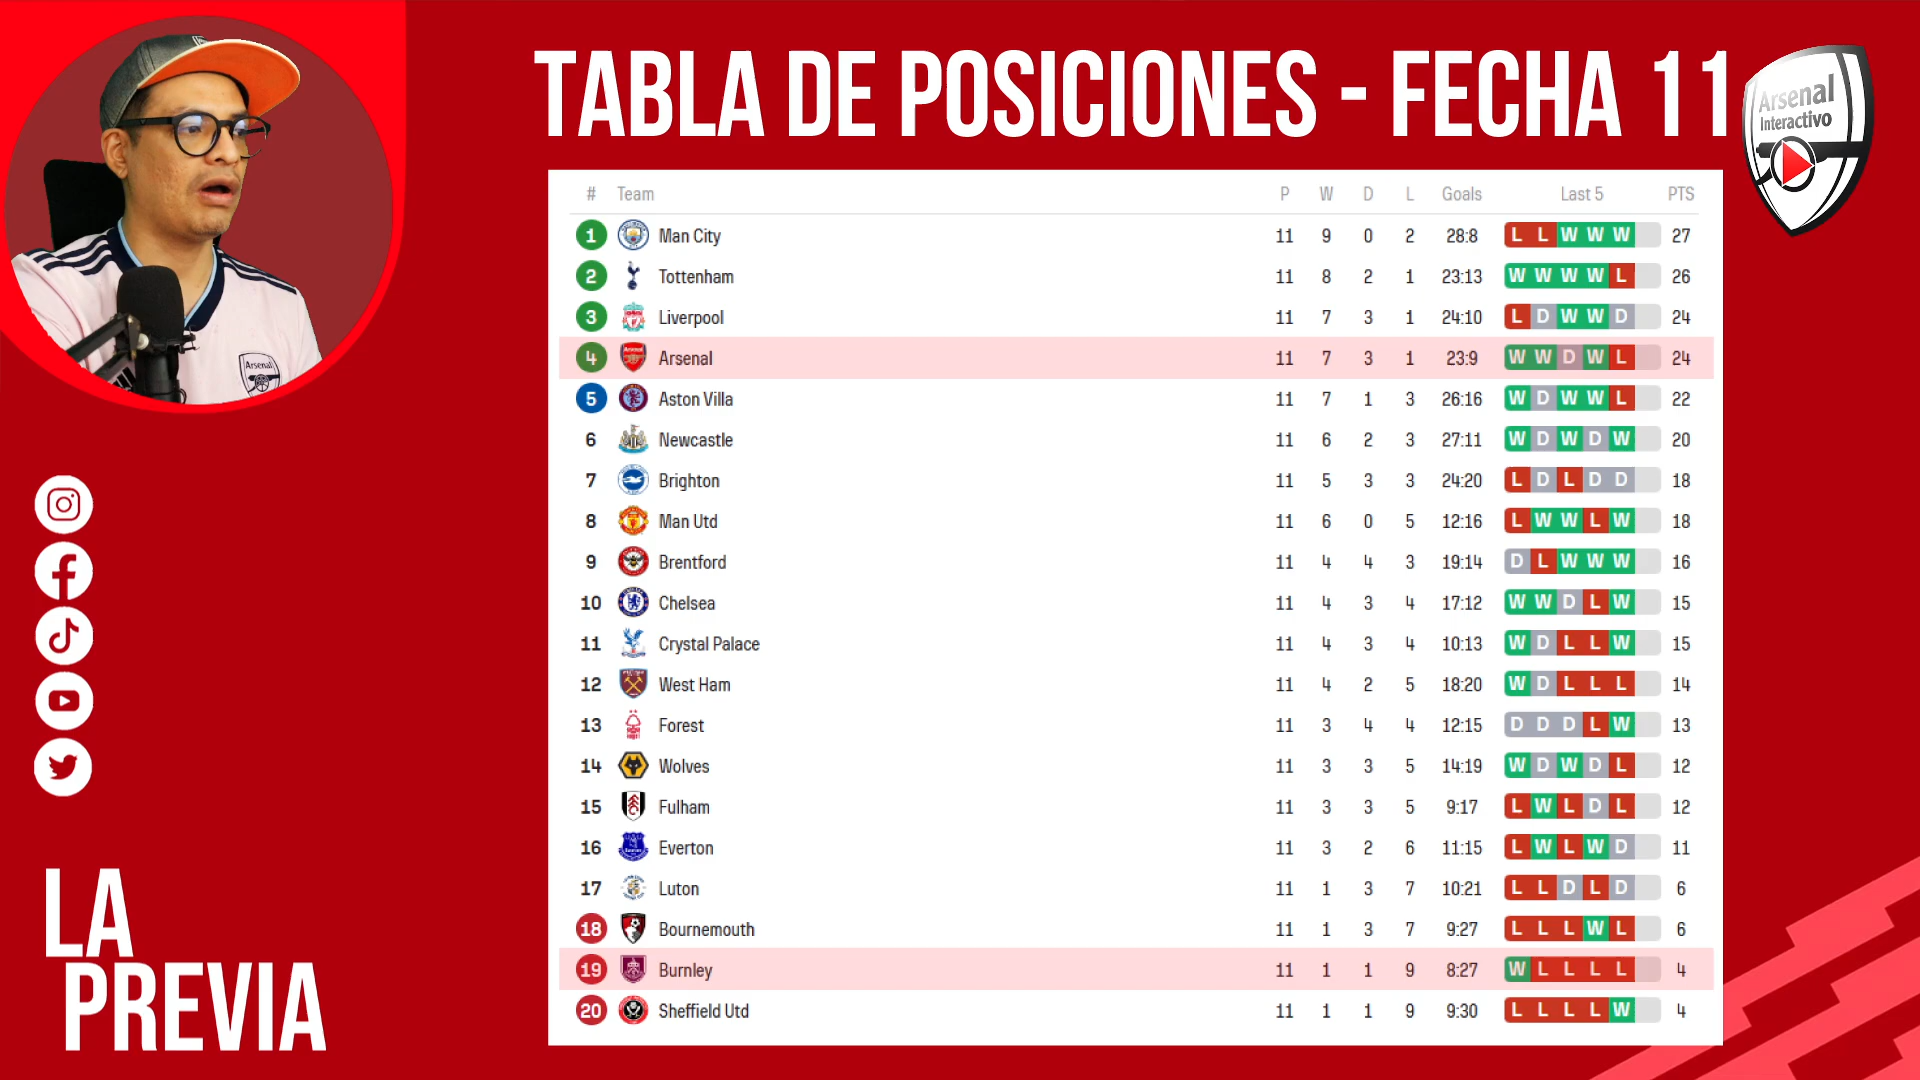 TABLA DE POSICIONES - FECHA 11
Arsenal
Interactivo
# Team P W D L Goals Last 5 PTS
1 Man City 11 9 0 2 28:8 L L W W W 27
2 Tottenham 11 8 2 1 23:13 W W W W L 26
3 Liverpool 11 7 3 1 24:10 L D W W D 24
4 Arsenal 11 7 3 1 23:9 W W D W L 24
5 Aston Villa 11 7 1 3 26:16 W D W W L 22
6 Newcastle 11 6 2 3 27:11 W D W D W 20
7 Brighton 11 5 3 3 24:20 L D L D D 18
8 Man Utd 11 6 0 5 12:16 L W W L W 18
9 Brentford 11 4 4 3 19:14 D L W W W 16
10 Chelsea 11 4 3 4 17:12 W W D L W 15
11 Crystal Palace 11 4 3 4 10:13 W D L L W 15
12 West Ham 11 4 2 5 18:20 W D L L L 14
13 Forest 11 3 4 4 12:15 D D D L W 13
14 Wolves 11 3 3 5 14:19 W D W D L 12
15 Fulham 11 3 3 5 9:17 L W L D L 12
16 Everton 11 3 2 6 11:15 L W L W D 11
17 Luton 11 1 3 7 10:21 L L D L D 6
18 Bournemouth 11 1 3 7 9:27 L L L W L 6
19 Burnley 11 1 1 9 8:27 W L L L L 4
20 Sheffield Utd 11 1 1 9 9:30 L L L L W 4
Arsenal
LA
PREVIA